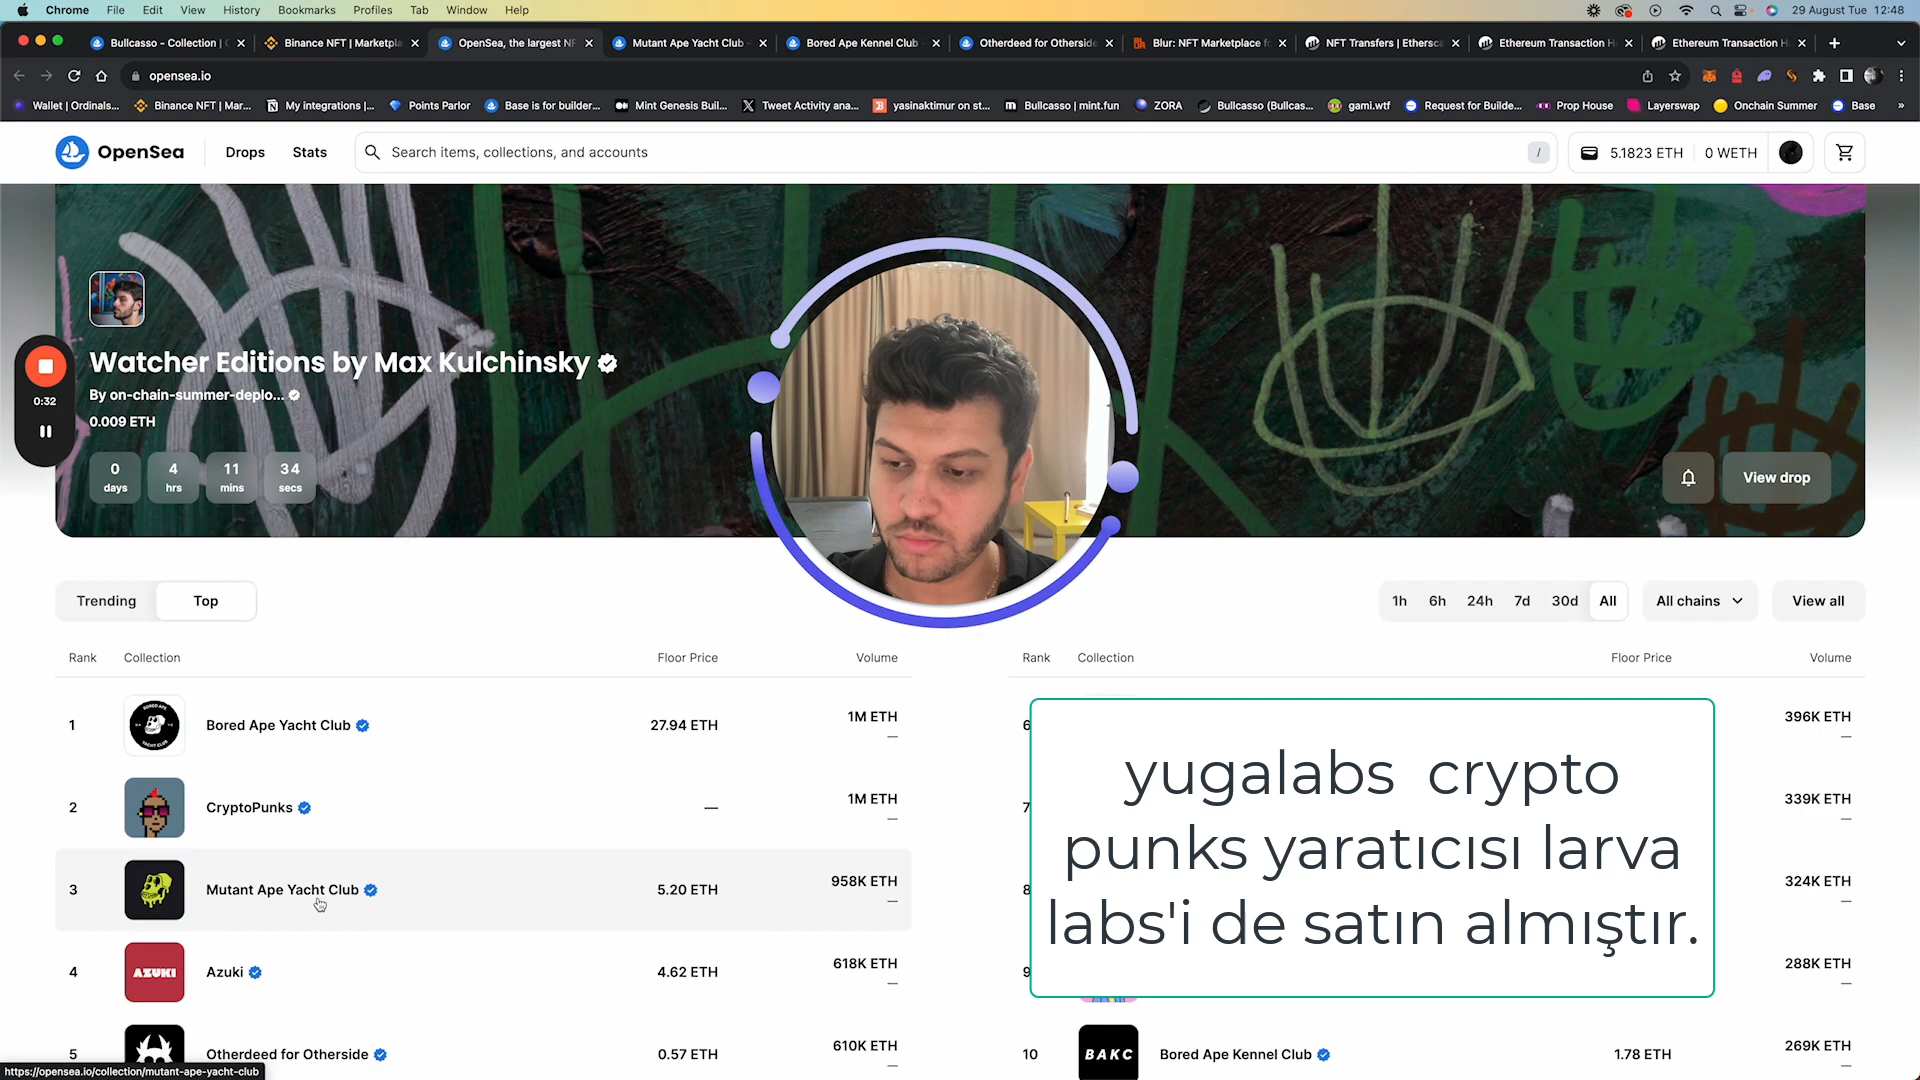 Chrome File Edit View History Bookmarks Profiles Tab Window Help 29 August Tue 12:48
Bullcasso - Collection | Binance NFT | Marketpla OpenSea, the largest NF Mutant Ape Yacht Club - Bored Ape Kennel Club Otherdeed for Otherside Blur: NFT Marketplace fo NFT Transfers | Ethersca Ethereum Transaction H Ethereum Transaction H
opensea.io
Wallet | Ordinals... Binance NFT | Mar... My integrations |... Points Parlor Base is for builder... Mint Genesis Buil... Tweet Activity ana... yasinaktimur on st... Bullcasso | mint.fun ZORA Bullcasso (Bullcas... gami.wtf Request for Builde... Prop House Layerswap Onchain Summer Base »
OpenSea Drops Stats Search items, collections, and accounts / 5.1823 ETH 0 WETH
Watcher Editions by Max Kulchinsky
By on-chain-summer-deplo...
0:32
0.009 ETH
0 4 11 34
days hrs mins secs
View drop
Trending Top 1h 6h 24h 7d 30d All All chains View all
Rank Collection Floor Price Volume Rank Collection Floor Price Volume
1 Bored Ape Yacht Club 27.94 ETH 1M ETH — 6 396K ETH —
2 CryptoPunks — 1M ETH — 7 339K ETH —
3 Mutant Ape Yacht Club 5.20 ETH 958K ETH — 8 324K ETH —
4 AZUKI Azuki 4.62 ETH 618K ETH — 9 288K ETH —
5 Otherdeed for Otherside 0.57 ETH 610K ETH — 10 BAKC Bored Ape Kennel Club 1.78 ETH 269K ETH —
yugalabs crypto
punks yaratıcısı larva
labs'i de satın almıştır.
https://opensea.io/collection/mutant-ape-yacht-club